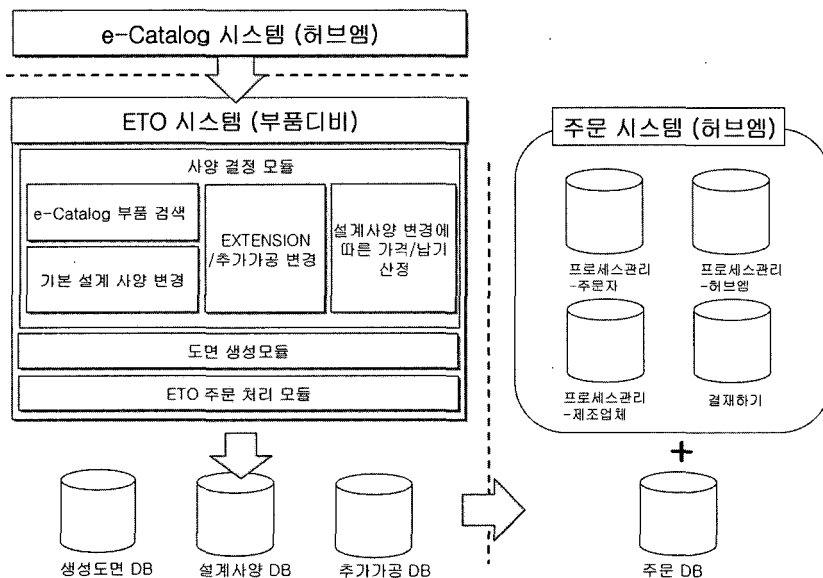 e-Catalog 시스템 (허브엠)
ETO 시스템 (부품디비)
사양 결정 모듈
e-Catalog 부품 검색
기본 설계 사양 변경
EXTENSION
/추가가공 변경
설계사양 변경에
따른 가격/납기
산정
도면 생성모듈
ETO 주문 처리 모듈
생성도면 DB
설계사양 DB
추가가공 DB
주문 시스템 (허브엠)
프로세스관리
-주문자
프로세스관리
-허브엠
프로세스관리
-제조업체
결재하기
+
주문 DB